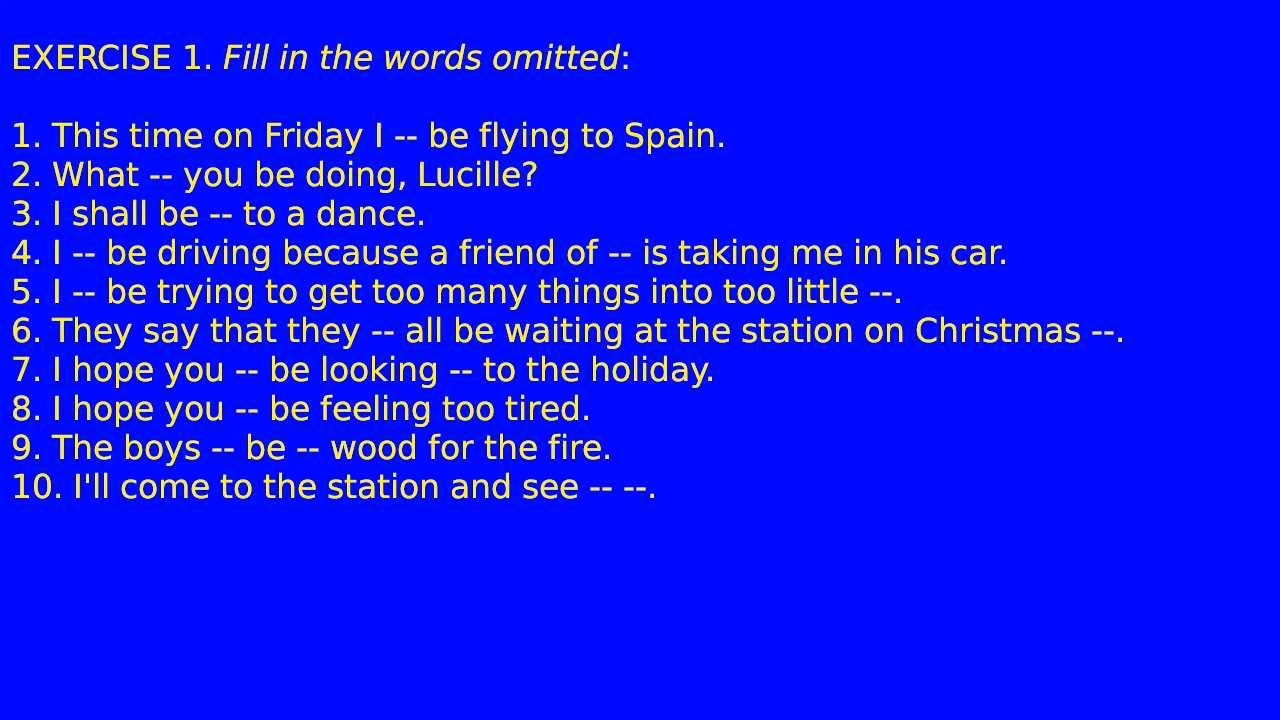 EXERCISE 1. Fill in the words omitted:
1. This time on Friday I -- be flying to Spain.
2. What -- you be doing, Lucille?
3. I shall be -- to a dance.
4. I -- be driving because a friend of -- is taking me in his car.
5. I -- be trying to get too many things into too little --.
6. They say that they -- all be waiting at the station on Christmas --.
7. I hope you -- be looking -- to the holiday.
8. I hope you -- be feeling too tired.
9. The boys -- be -- wood for the fire.
10. I'll come to the station and see -- --.